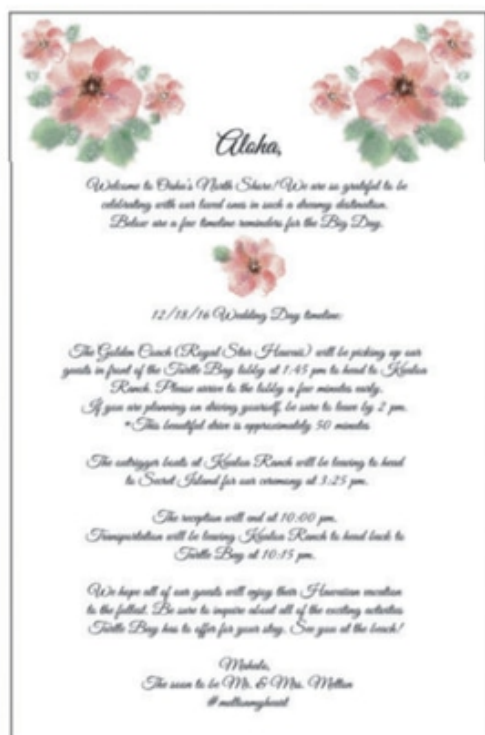 Aloha,
Welcome to Oahu's North Shore! We are so grateful to be
celebrating with our loved ones in such a dreamy destination.
Below are a few timeline reminders for the Big Day.
12/18/16 Wedding Day timeline:
The Golden Coach (Royal Star Hawaii) will be picking up our
guests in front of the Turtle Bay lobby at 1:45 pm to head to Kualoa
Ranch. Please arrive to the lobby a few minutes early.
If you are planning on driving yourself, be sure to leave by 2 pm.
*This beautiful drive is approximately 50 minutes
The outrigger boats at Kualoa Ranch will be leaving to head
to Secret Island for our ceremony at 3:25 pm.
The reception will end at 10:00 pm.
Transportation will be leaving Kualoa Ranch to head back to
Turtle Bay at 10:15 pm.
We hope all of our guests will enjoy their Hawaiian vacation
to the fullest. Be sure to inquire about all of the exciting activities
Turtle Bay has to offer for your stay. See you at the beach!
Mahalo,
The soon to be Mr. & Mrs. Melton
#meltonmyheart